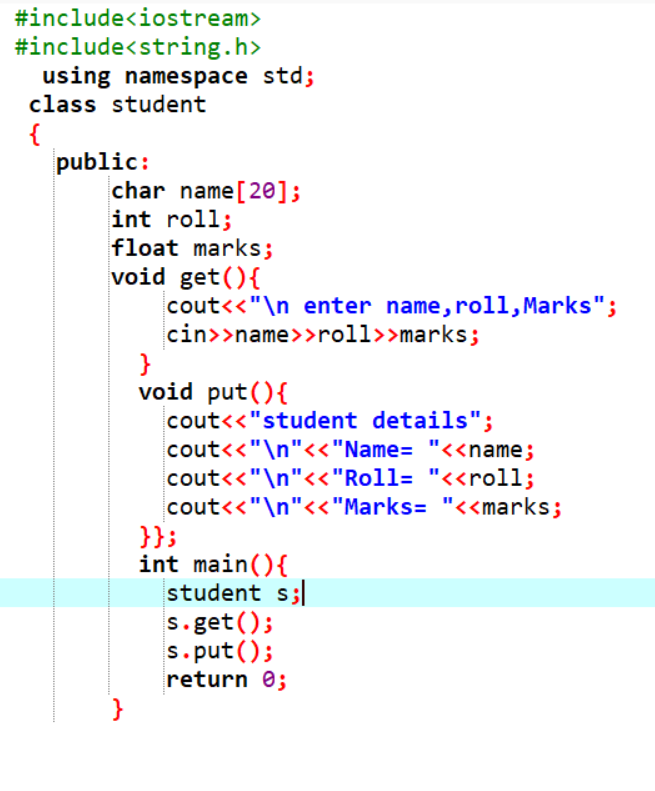 #include<iostream>
#include<string.h>
using namespace std;
class student
{
public:
char name[20];
int roll;
float marks;
void get(){
cout<<"\n enter name,roll,Marks";
cin>>name>>roll>>marks;
}
void put(){
cout<<"student details";
cout<<"\n"<<"Name= "<<name;
cout<<"\n"<<"Roll= "<<roll;
cout<<"\n"<<"Marks= "<<marks;
}};
int main(){
student s;
s.get();
s.put();
return 0;
}